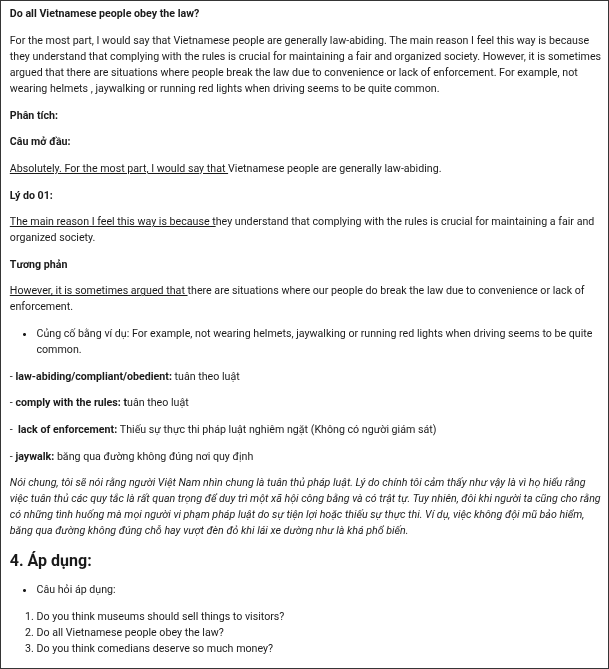 Do all Vietnamese people obey the law?
For the most part, I would say that Vietnamese people are generally law-abiding. The main reason I feel this way is because
they understand that complying with the rules is crucial for maintaining a fair and organized society. However, it is sometimes
argued that there are situations where people break the law due to convenience or lack of enforcement. For example, not
wearing helmets , jaywalking or running red lights when driving seems to be quite common.
Phân tích:
Câu mở đầu:
Absolutely. For the most part, I would say that Vietnamese people are generally law-abiding.
Lý do 01:
The main reason I feel this way is because they understand that complying with the rules is crucial for maintaining a fair and
organized society.
Tương phản
However, it is sometimes argued that there are situations where our people do break the law due to convenience or lack of
enforcement.
• Củng cố bằng ví dụ: For example, not wearing helmets, jaywalking or running red lights when driving seems to be quite
common.
- law-abiding/compliant/obedient: tuân theo luật
- comply with the rules: tuân theo luật
- lack of enforcement: Thiếu sự thực thi pháp luật nghiêm ngặt (Không có người giám sát)
- jaywalk: băng qua đường không đúng nơi quy định
Nói chung, tôi sẽ nói rằng người Việt Nam nhìn chung là tuân thủ pháp luật. Lý do chính tôi cảm thấy như vậy là vì họ hiểu rằng
việc tuân thủ các quy tắc là rất quan trọng để duy trì một xã hội công bằng và có trật tự. Tuy nhiên, đôi khi người ta cũng cho rằng
có những tình huống mà mọi người vi phạm pháp luật do sự tiện lợi hoặc thiếu sự thực thi. Ví dụ, việc không đội mũ bảo hiểm,
băng qua đường không đúng chỗ hay vượt đèn đỏ khi lái xe dường như là khá phổ biến.
4. Áp dụng:
• Câu hỏi áp dụng:
1. Do you think museums should sell things to visitors?
2. Do all Vietnamese people obey the law?
3. Do you think comedians deserve so much money?